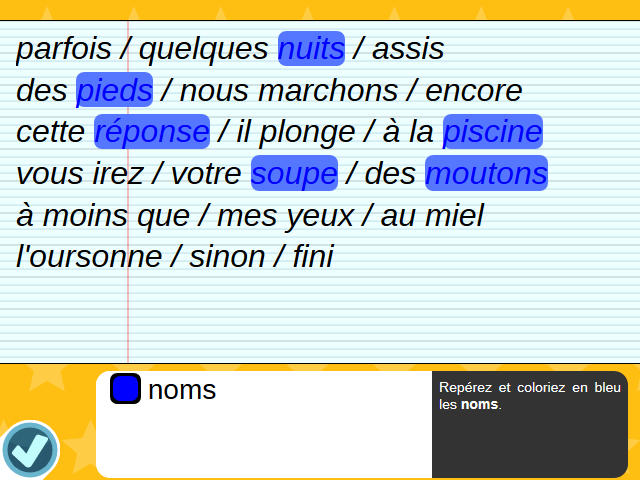 parfois / quelques nuits / assis
des pieds / nous marchons / encore
cette réponse / il plonge / à la piscine
vous irez / votre soupe / des moutons
à moins que / mes yeux / au miel
l'oursonne / sinon / fini
noms
Repérez et coloriez en bleu
les noms.